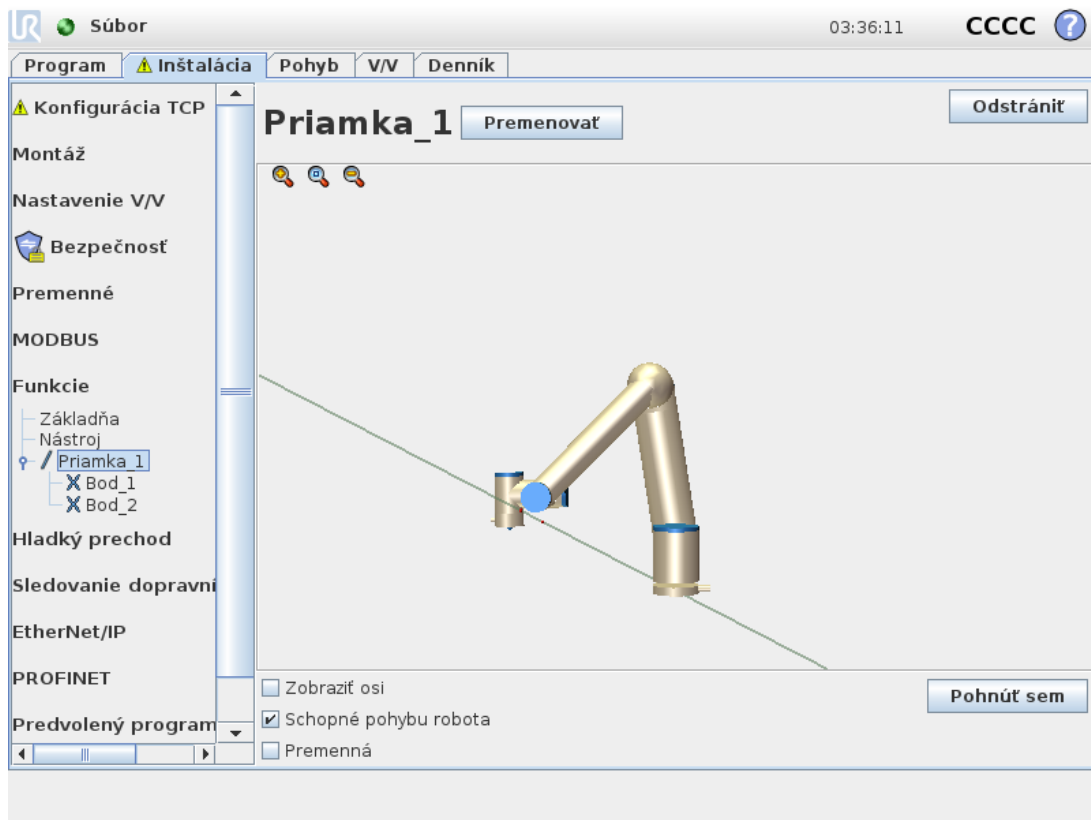 UR Súbor 03:36:11 CCCC ?
Program Inštalácia Pohyb V/V Denník
Konfigurácia TCP
Montáž
Nastavenie V/V
Bezpečnosť
Premenné
MODBUS
Funkcie
Základňa
Nástroj
Priamka_1
Bod_1
Bod_2
Hladký prechod
Sledovanie dopravní
EtherNet/IP
PROFINET
Predvolený program
Priamka_1 Premenovať Odstrániť
Zobraziť osi
Schopné pohybu robota
Premenná
Pohnúť sem